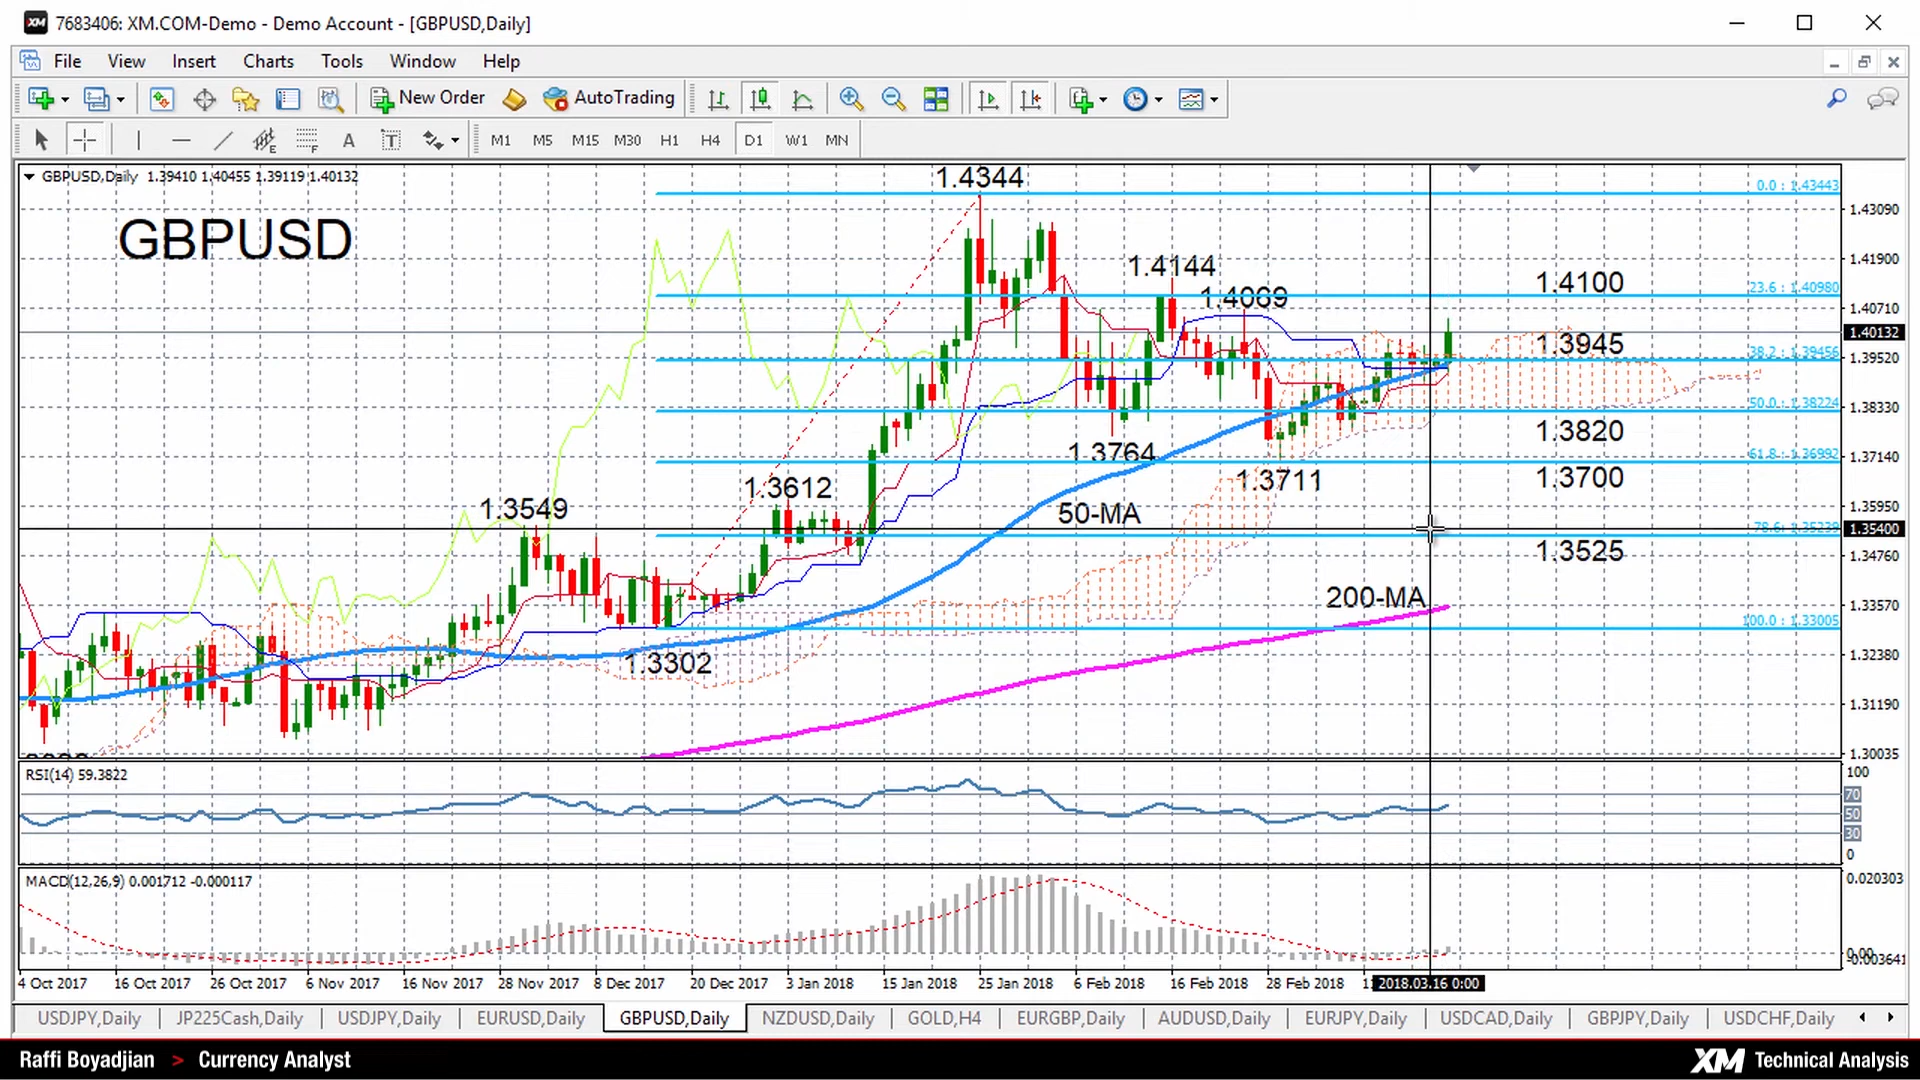 7683406: XM.COM-Demo - Demo Account - [GBPUSD,Daily]
File View Insert Charts Tools Window Help
New Order AutoTrading
M1 M5 M15 M30 H1 H4 D1 W1 MN
GBPUSD,Daily 1.39410 1.40455 1.39119 1.40132
GBPUSD
1.4344
0.0 : 1.43443
1.43090
1.4144
1.41900
1.4069
1.4100
23.6 : 1.40980
1.40710
1.40132
1.3945
38.2 : 1.39456
1.39520
50.0 : 1.38224
1.38330
1.3820
1.3764
61.8 : 1.36992
1.37140
1.3711
1.3700
1.3612
1.3549
50-MA
1.35950
1.35400
1.3525
1.34760
200-MA
1.33570
100.0 : 1.33005
1.3302
1.32380
1.31190
1.30035
RSI(14) 59.3822
100
70
50
30
0
MACD(12,26,9) 0.001712 -0.000117
0.020303
0.00
-0.003641
4 Oct 2017 16 Oct 2017 26 Oct 2017 6 Nov 2017 16 Nov 2017 28 Nov 2017 8 Dec 2017 20 Dec 2017 3 Jan 2018 15 Jan 2018 25 Jan 2018 6 Feb 2018 16 Feb 2018 28 Feb 2018 2018.03.16 0:00
USDJPY,Daily JP225Cash,Daily USDJPY,Daily EURUSD,Daily GBPUSD,Daily NZDUSD,Daily GOLD,H4 EURGBP,Daily AUDUSD,Daily EURJPY,Daily USDCAD,Daily GBPJPY,Daily USDCHF,Daily
Raffi Boyadjian > Currency Analyst
XM Technical Analysis